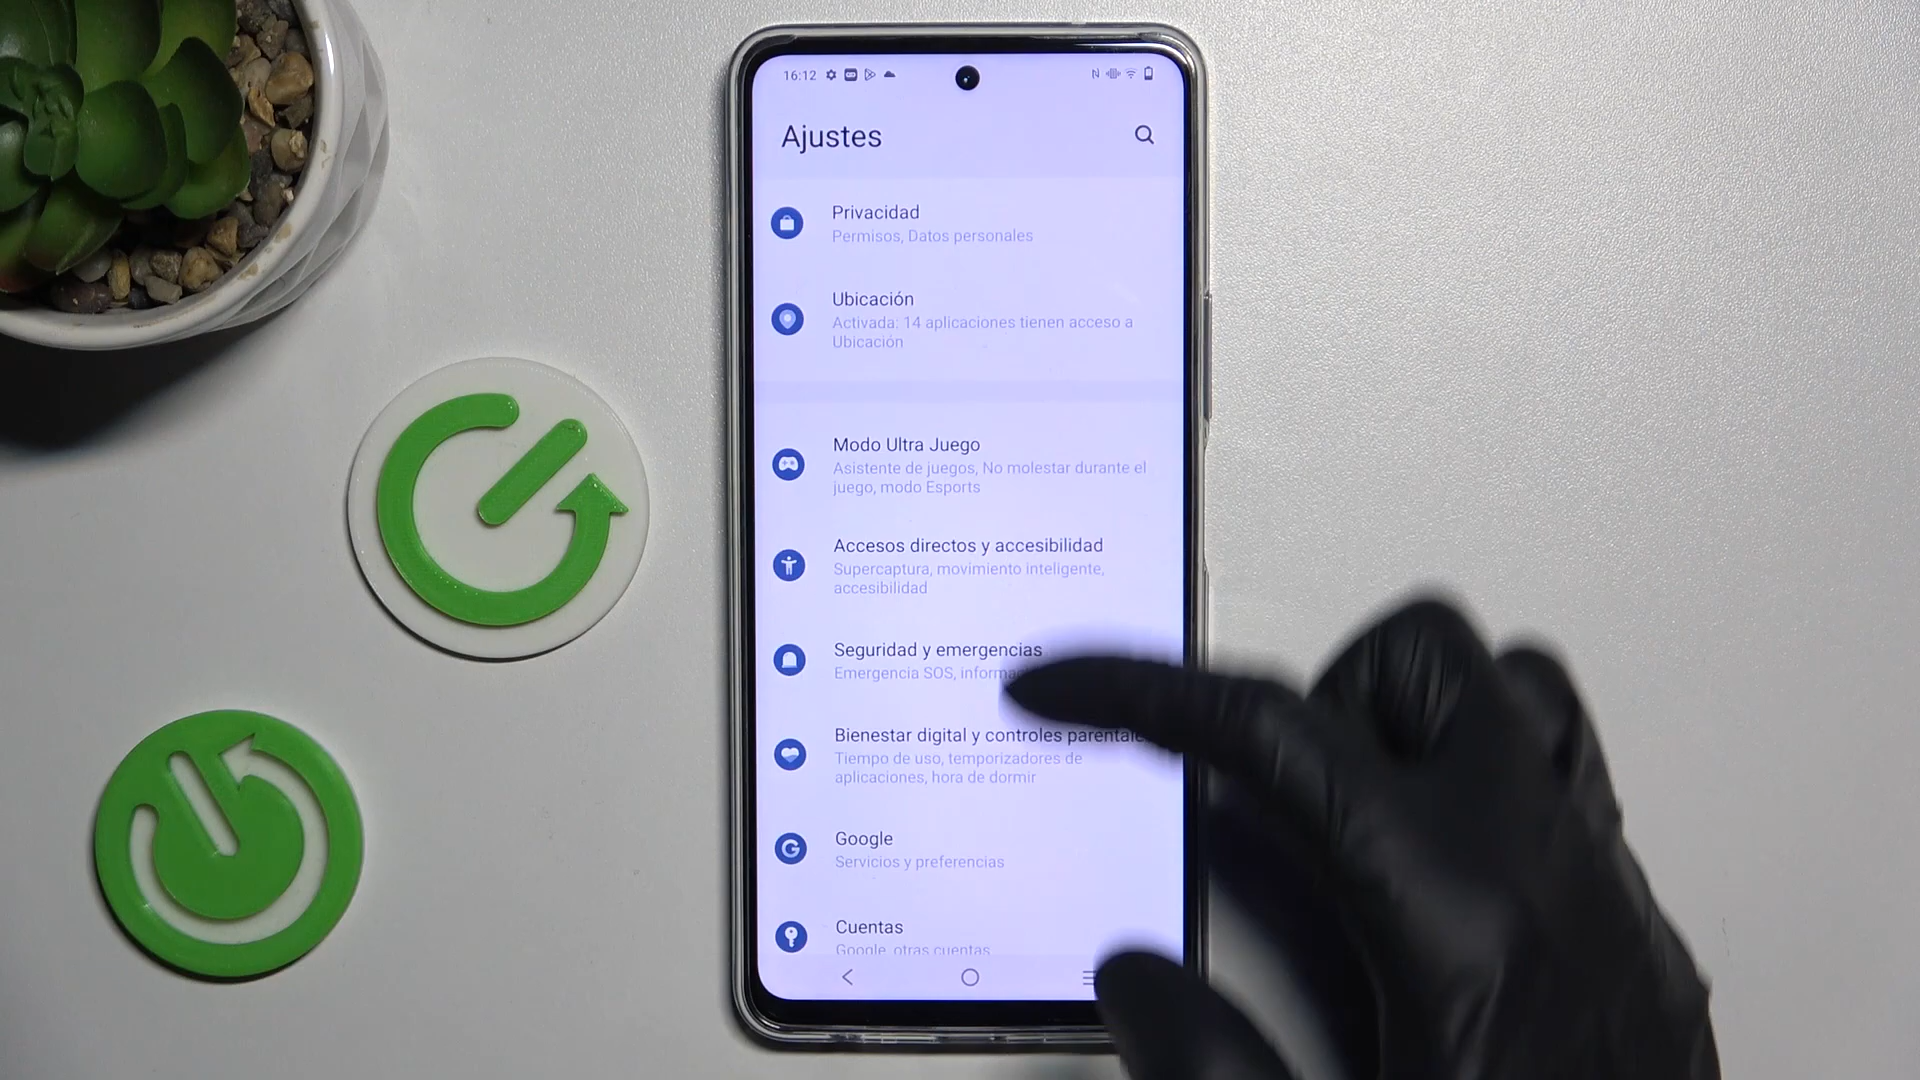 16:12
Ajustes
Privacidad
Permisos, Datos personales
Ubicación
Activada: 14 aplicaciones tienen acceso a
Ubicación
Modo Ultra Juego
Asistente de juegos, No molestar durante el
juego, modo Esports
Accesos directos y accesibilidad
Supercaptura, movimiento inteligente,
accesibilidad
Seguridad y emergencias
Emergencia SOS,
Bienestar digital y controles
Tiempo de uso, temporizadores de
aplicaciones, hora de dormir
Google
Servicios y preferencias
Cuentas
Google, otras cuentas